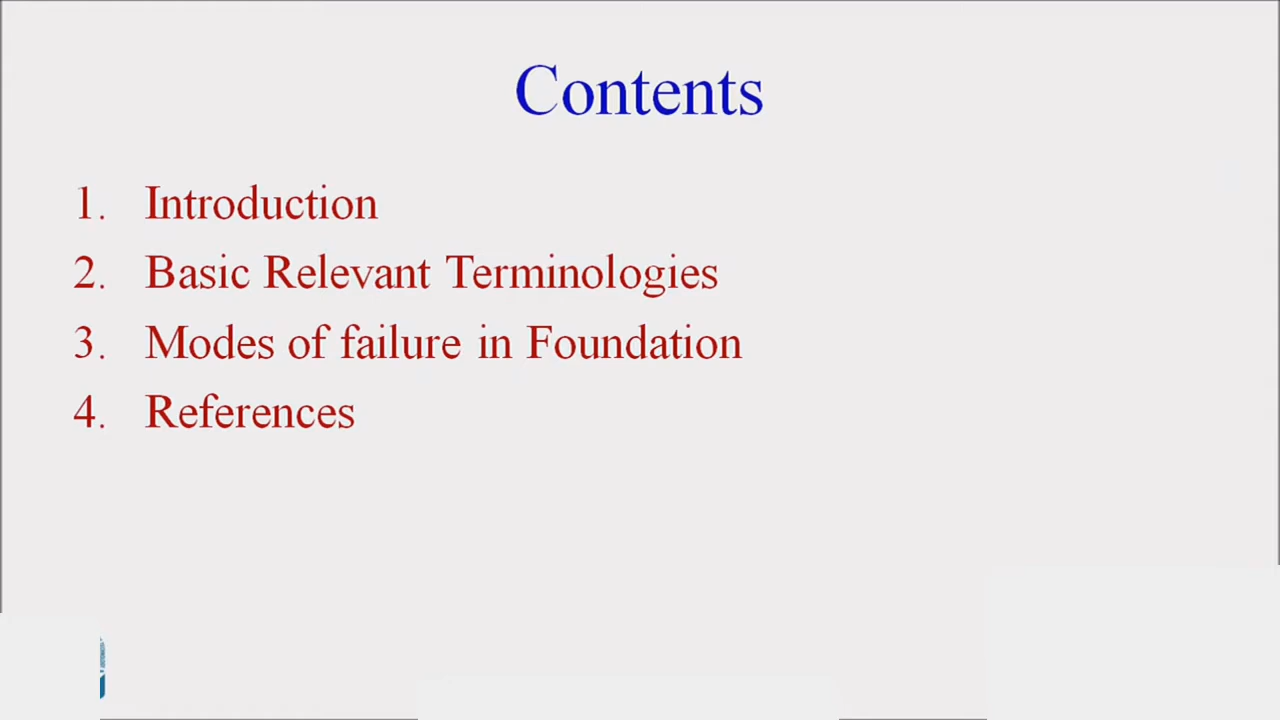 Contents
1. Introduction
2. Basic Relevant Terminologies
3. Modes of failure in Foundation
4. References